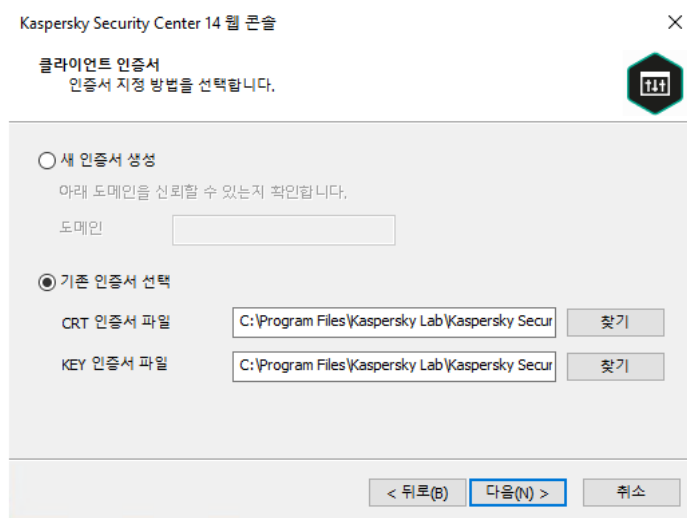 Kaspersky Security Center 14 웹 콘솔
클라이언트 인증서
인증서 지정 방법을 선택합니다.
새 인증서 생성
아래 도메인을 신뢰할 수 있는지 확인합니다.
도메인
기존 인증서 선택
CRT 인증서 파일 C:\Program Files\Kaspersky Lab\Kaspersky Secur 찾기
KEY 인증서 파일 C:\Program Files\Kaspersky Lab\Kaspersky Secur 찾기
< 뒤로(B) 다음(N) > 취소